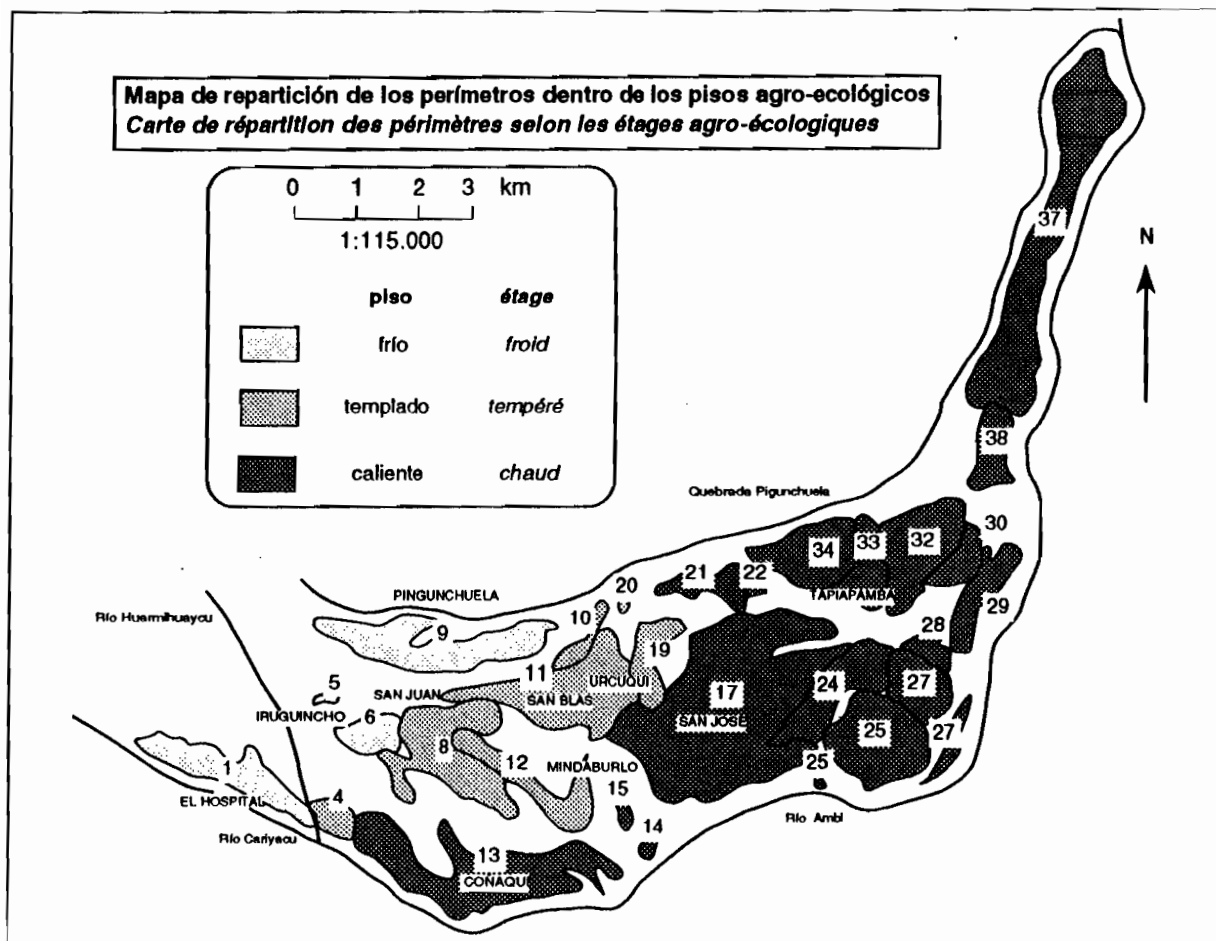 Mapa de repartición de los perímetros dentro de los pisos agro-ecológicos
Carte de répartition des périmètres selon les étages agro-écologiques
0 1 2 3 km
1:115.000
piso étage
frío froid
templado tempéré
caliente chaud
N
37
38
Quebrada Pigunchuela
30
34 33 32
TAPIAPAMBA
29
28
21 22
20
PINGUNCHUELA
10
Río Huarmihuaycu
9
19
11
URCUQUI
5
SAN JUAN
SAN BLAS
17
24
27
IRUGUINCHO
6
SAN JOSE
25
27
8
12
MINDABURLO
25
1
15
EL HOSPITAL
4
14
Río Ambi
Río Cariyacu
13
COÑAQUI